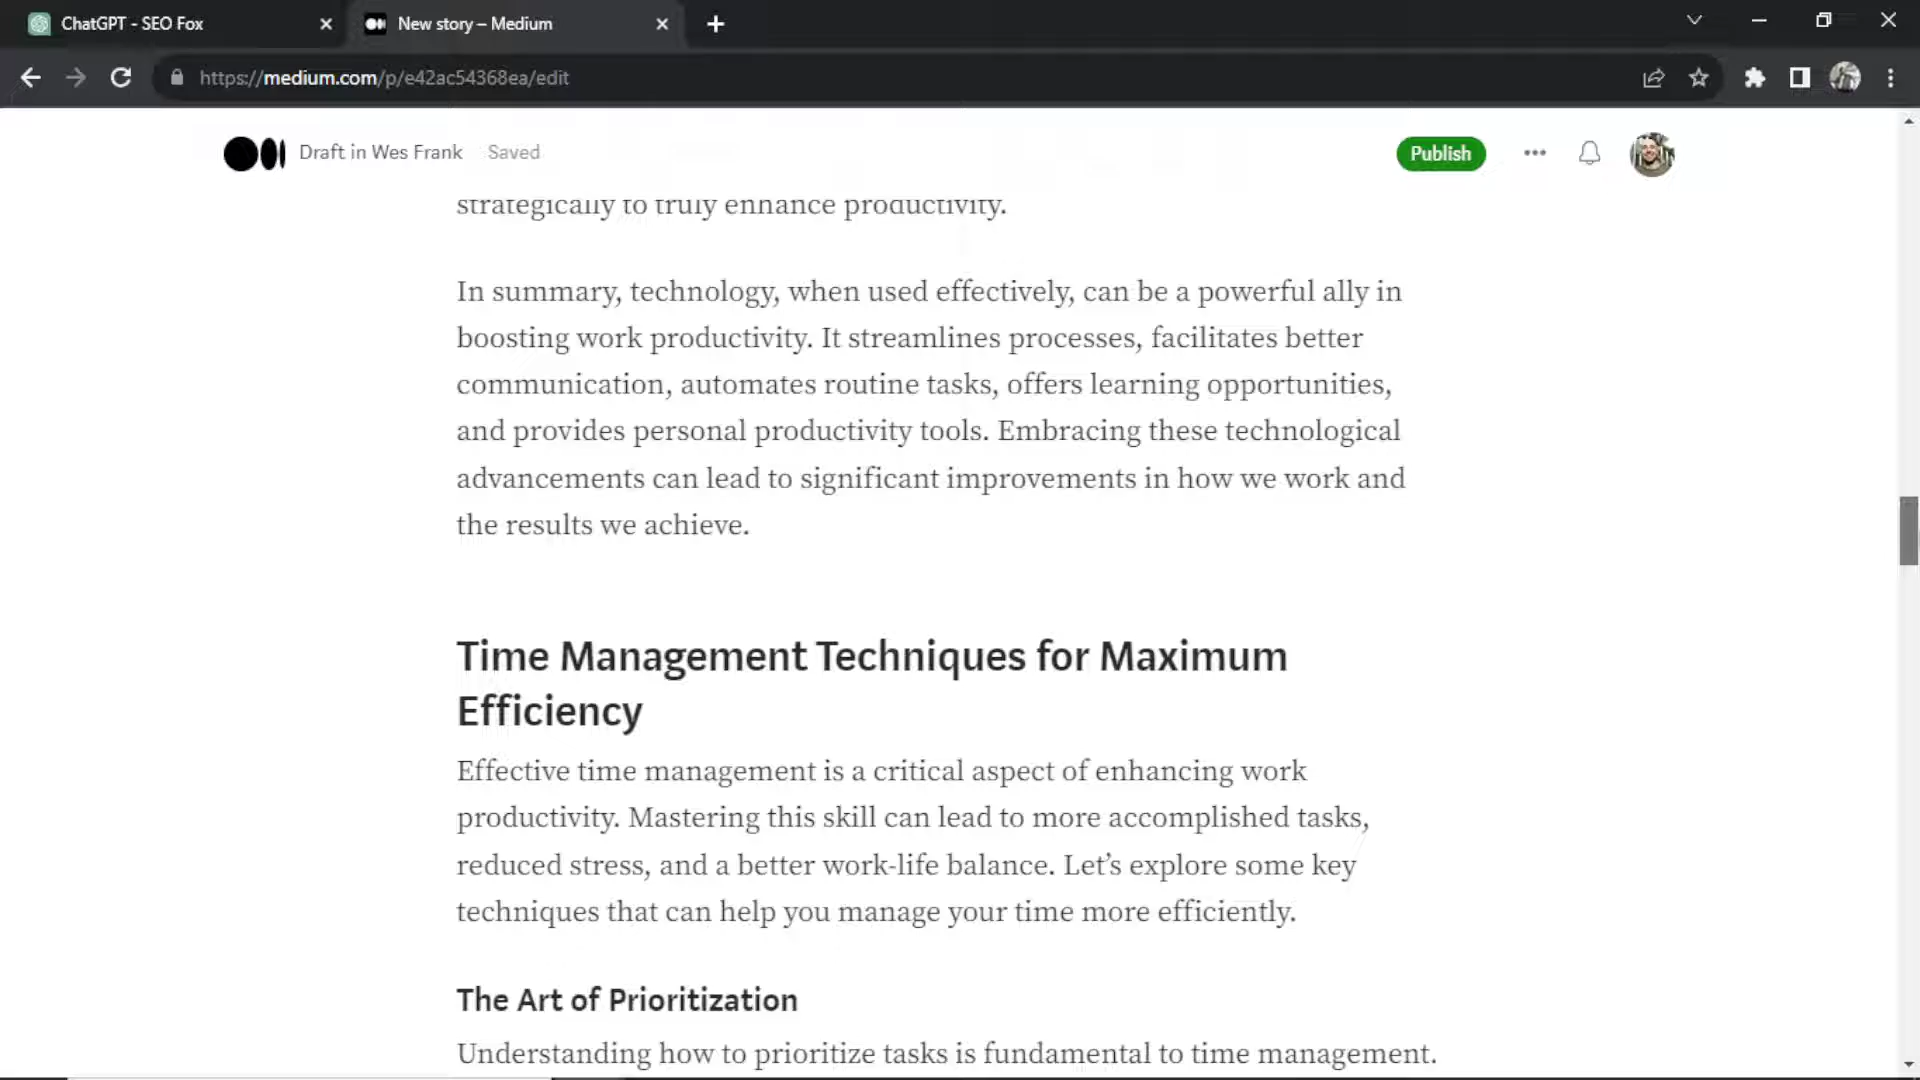 ChatGPT - SEO Fox
New story – Medium
https://medium.com/p/e42ac54368ea/edit
Draft in Wes Frank Saved
Publish
strategically to truly enhance productivity.
In summary, technology, when used effectively, can be a powerful ally in
boosting work productivity. It streamlines processes, facilitates better
communication, automates routine tasks, offers learning opportunities,
and provides personal productivity tools. Embracing these technological
advancements can lead to significant improvements in how we work and
the results we achieve.
Time Management Techniques for Maximum
Efficiency
Effective time management is a critical aspect of enhancing work
productivity. Mastering this skill can lead to more accomplished tasks,
reduced stress, and a better work-life balance. Let’s explore some key
techniques that can help you manage your time more efficiently.
The Art of Prioritization
Understanding how to prioritize tasks is fundamental to time management.